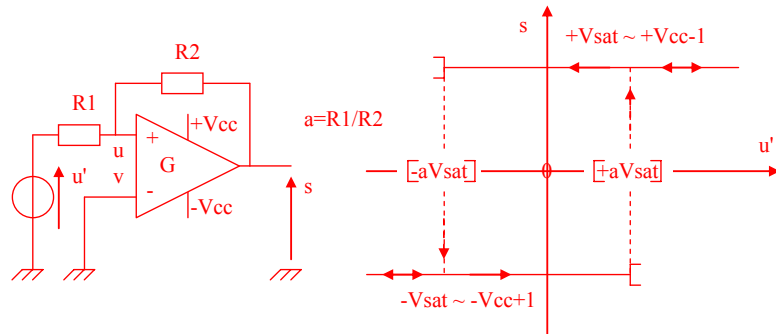 R2
R1
+Vcc
a=R1/R2
+
u
G
u'
v
-
s
-Vcc
s
+Vsat ~ +Vcc-1
u'
[-aVsat]
0
[+aVsat]
-Vsat ~ -Vcc+1